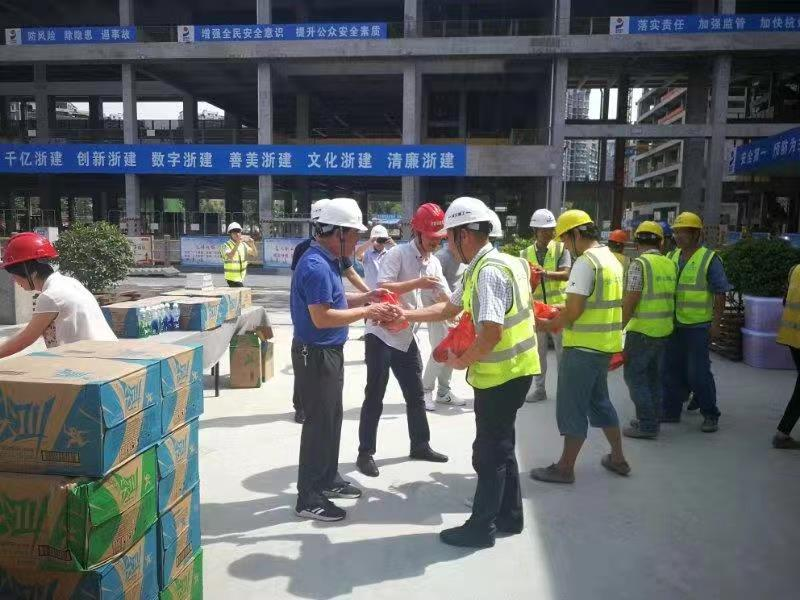 防风险 除隐患 遏事故
增强全民安全意识 提升公众安全素质
落实责任 加强监管
千亿浙建 创新浙建 数字浙建 善美浙建 文化浙建 清廉浙建
安全第一 预防为